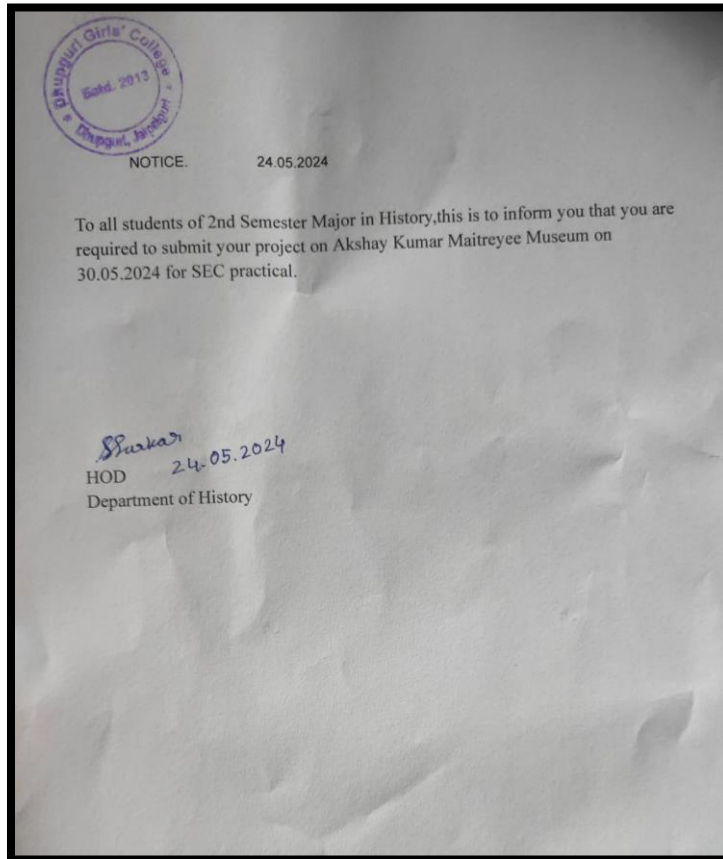 Dhupguri Girls' College
Estd. 2013
Dhupguri, Jalpaiguri
NOTICE. 24.05.2024
To all students of 2nd Semester Major in History,this is to inform you that you are
required to submit your project on Akshay Kumar Maitreyee Museum on
30.05.2024 for SEC practical.
SSarkar
24.05.2024
HOD
Department of History